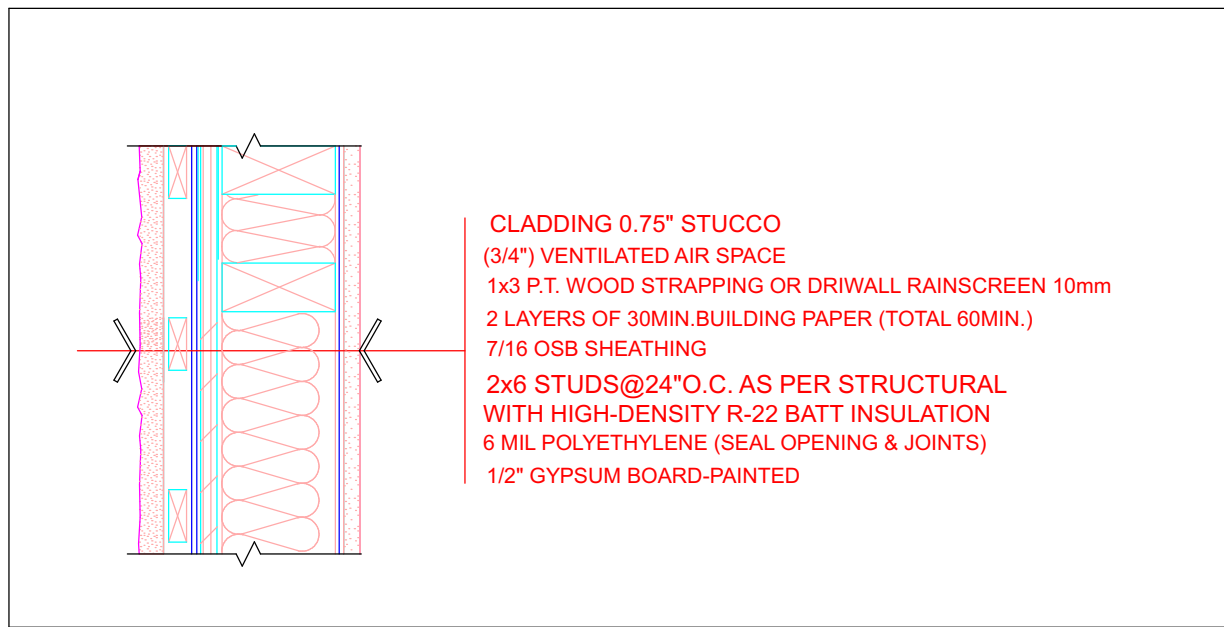 CLADDING 0.75" STUCCO
(3/4") VENTILATED AIR SPACE
1x3 P.T. WOOD STRAPPING OR DRIWALL RAINSCREEN 10mm
2 LAYERS OF 30MIN.BUILDING PAPER (TOTAL 60MIN.)
7/16 OSB SHEATHING
2x6 STUDS@24"O.C. AS PER STRUCTURAL
WITH HIGH-DENSITY R-22 BATT INSULATION
6 MIL POLYETHYLENE (SEAL OPENING & JOINTS)
1/2" GYPSUM BOARD-PAINTED